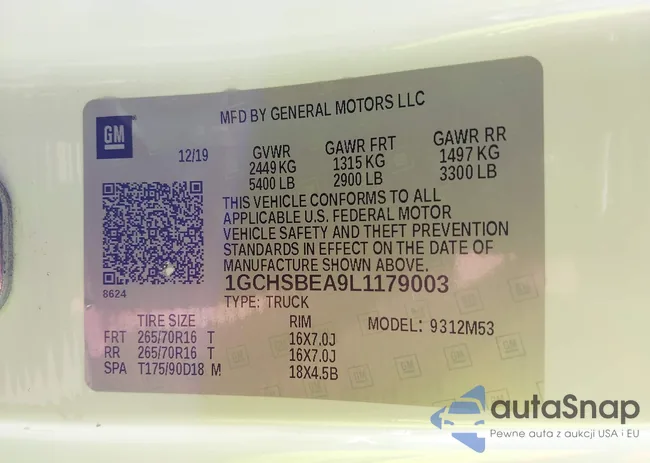 GM
MFD BY GENERAL MOTORS LLC
12/19
GVWR GAWR FRT GAWR RR
2449 KG 1315 KG 1497 KG
5400 LB 2900 LB 3300 LB
THIS VEHICLE CONFORMS TO ALL
APPLICABLE U.S. FEDERAL MOTOR
VEHICLE SAFETY AND THEFT PREVENTION
STANDARDS IN EFFECT ON THE DATE OF
MANUFACTURE SHOWN ABOVE.
8624
1GCHSBEA9L1179003
TYPE: TRUCK
TIRE SIZE RIM MODEL: 9312M53
FRT 265/70R16 T 16X7.0J
RR 265/70R16 T 16X7.0J
SPA T175/90D18 M 18X4.5B
autaSnap
Pewne auta z aukcji USA i EU